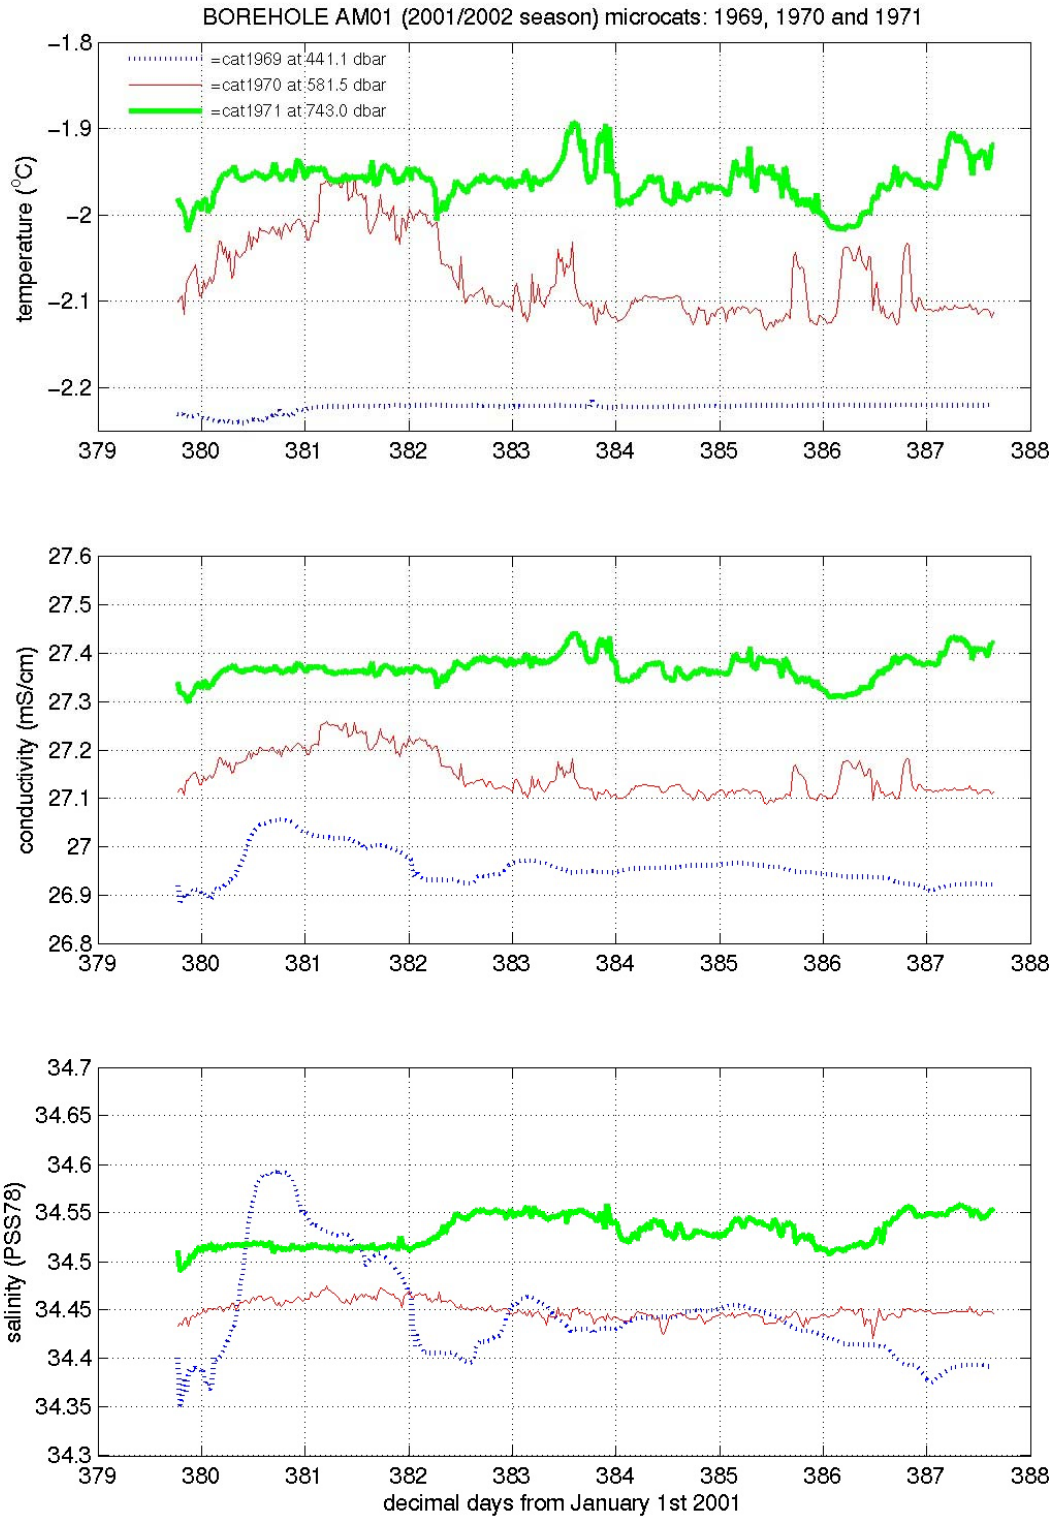 BOREHOLE AM01 (2001/2002 season) microcats: 1969, 1970 and 1971
=cat1969 at 441.1 dbar
=cat1970 at 581.5 dbar
=cat1971 at 743.0 dbar
temperature (°C)
−1.8
−1.9
−2
−2.1
−2.2
379 380 381 382 383 384 385 386 387 388
conductivity (mS/cm)
27.6
27.5
27.4
27.3
27.2
27.1
27
26.9
26.8
379 380 381 382 383 384 385 386 387 388
salinity (PSS78)
34.7
34.65
34.6
34.55
34.5
34.45
34.4
34.35
34.3
379 380 381 382 383 384 385 386 387 388
decimal days from January 1st 2001